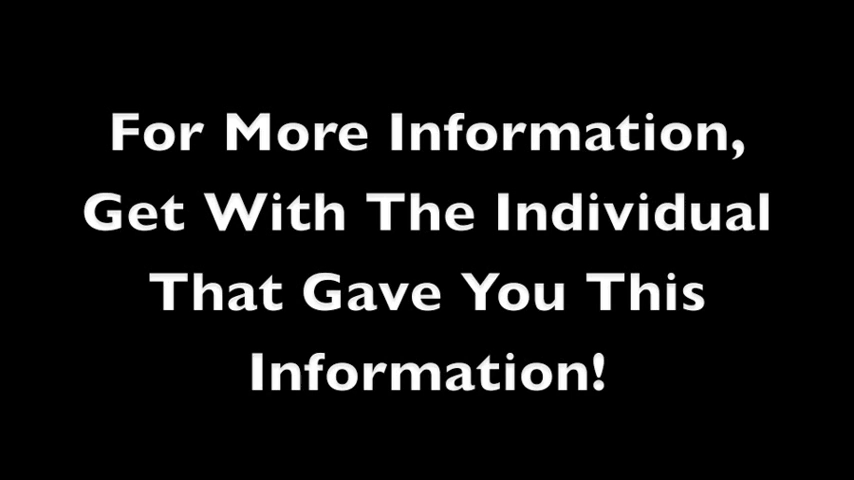 For More Information,
Get With The Individual
That Gave You This
Information!